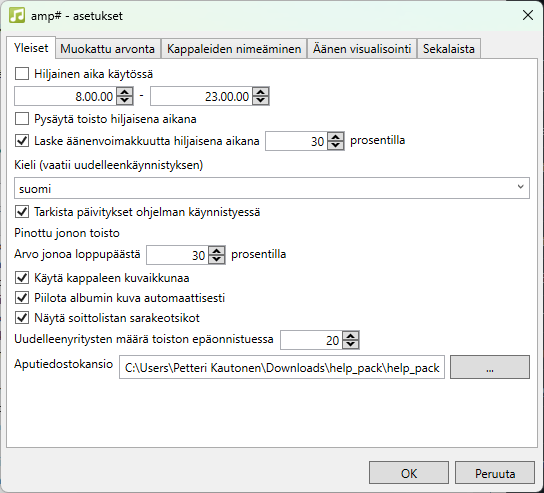 amp# - asetukset
Yleiset Muokattu arvonta Kappaleiden nimeäminen Äänen visualisointi Sekalaista
Hiljainen aika käytössä
8.00.00 - 23.00.00
Pysäytä toisto hiljaisena aikana
Laske äänenvoimakkuutta hiljaisena aikana 30 prosentilla
Kieli (vaatii uudelleenkäynnistyksen)
suomi
Tarkista päivitykset ohjelman käynnistyessä
Pinottu jonon toisto
Arvo jonoa loppupäästä 30 prosentilla
Käytä kappaleen kuvaikkunaa
Piilota albumin kuva automaattisesti
Näytä soittolistan sarakeotsikot
Uudelleenyritysten määrä toiston epäonnistuessa 20
Aputiedostokansio C:\Users\Petteri Kautonen\Downloads\help_pack\help_pack ...
OK Peruuta